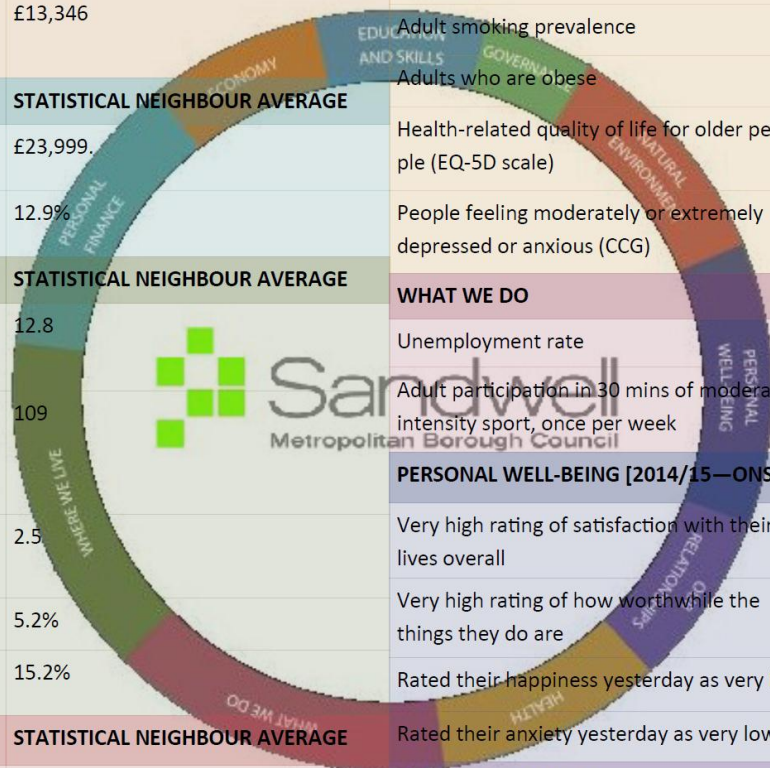 £13,346
STATISTICAL NEIGHBOUR AVERAGE
£23,999.
12.9%
STATISTICAL NEIGHBOUR AVERAGE
12.8
109
2.5
5.2%
15.2%
STATISTICAL NEIGHBOUR AVERAGE
Adult smoking prevalence
Adults who are obese
Health-related quality of life for older pe
ple (EQ-5D scale)
People feeling moderately or extremely
depressed or anxious (CCG)
WHAT WE DO
Unemployment rate
Adult participation in 30 mins of modera
intensity sport, once per week
PERSONAL WELL-BEING [2014/15—ONS
Very high rating of satisfaction with their
lives overall
Very high rating of how worthwhile the
things they do are
Rated their happiness yesterday as very
Rated their anxiety yesterday as very low
ECONOMY
EDUCATION
AND SKILLS
GOVERNANCE
NATURAL
ENVIRONMENT
PERSONAL
WELL-BEING
OUR
RELATIONSHIPS
HEALTH
WHAT WE DO
WHERE WE LIVE
PERSONAL
FINANCE
Sandwell
Metropolitan Borough Council